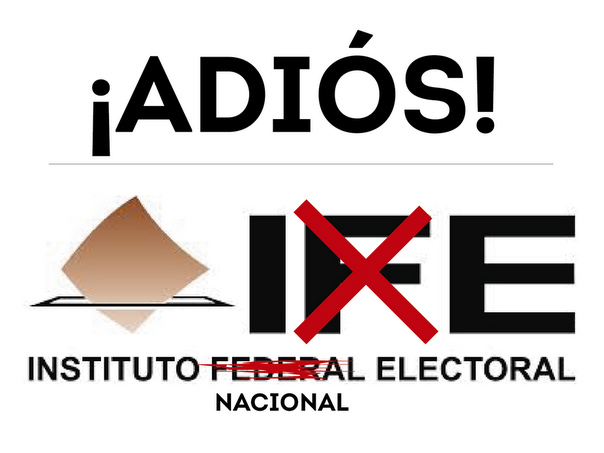 ¡ADIÓS!
IFE
INSTITUTO FEDERAL ELECTORAL
NACIONAL